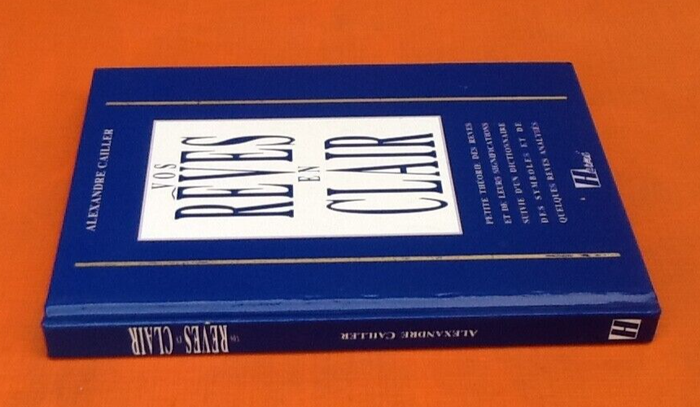 ALEXANDRE CAILLER
VOS
RÊVES
EN
CLAIR
PETITE THÉORIE DES RÊVES
ET DE LEURS SIGNIFICATIONS
SUIVIE D'UN DICTIONNAIRE
DES SYMBOLES ET DE
QUELQUES RÊVES ANALYSÉS
Hermé
VOS RÊVES EN CLAIR
ALEXANDRE CAILLER
H